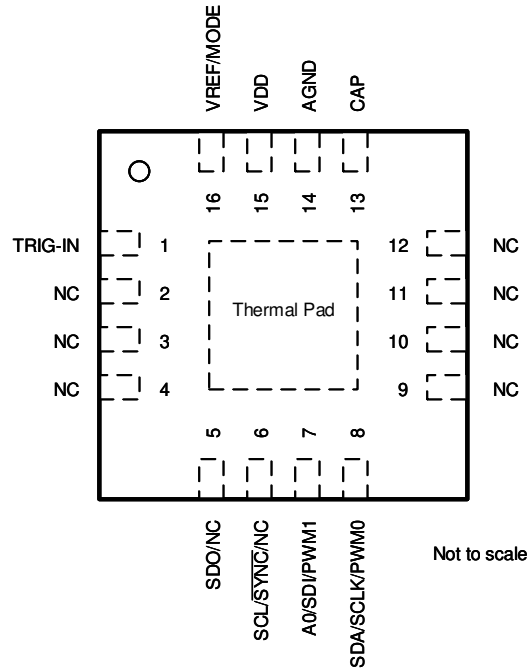 VREF/MODE
VDD
AGND
CAP
16
15
14
13
TRIG-IN
1
12
NC
NC
2
11
NC
Thermal Pad
NC
3
10
NC
NC
4
9
NC
5
6
7
8
SDO/NC
SCL/SYNC/NC
A0/SDI/PWM1
SDA/SCLK/PWM0
Not to scale